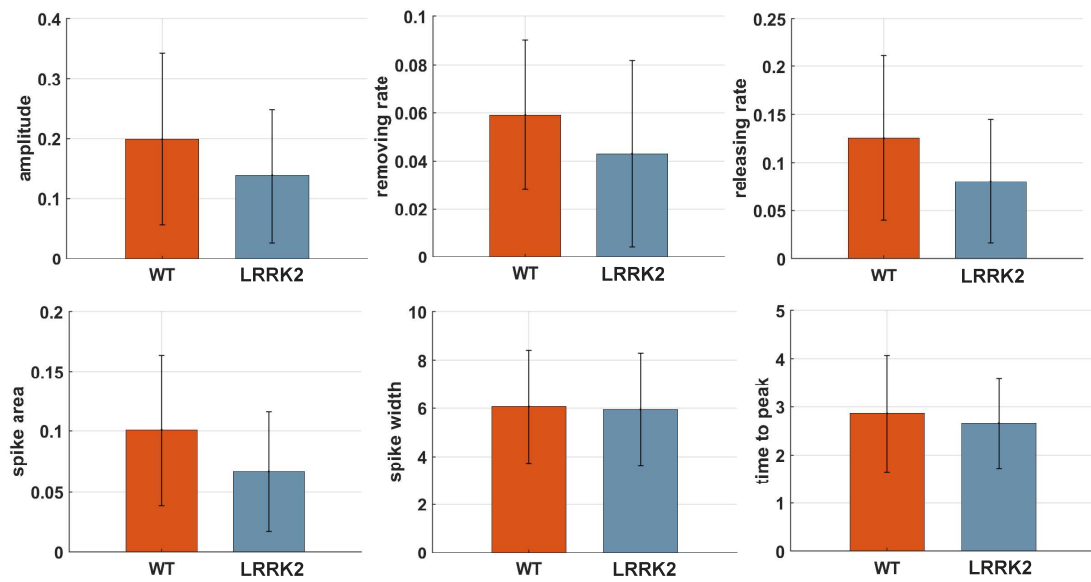 amplitude
0.4
0.3
0.2
0.1
0
WT
LRRK2
removing rate
0.1
0.08
0.06
0.04
0.02
0
WT
LRRK2
releasing rate
0.25
0.2
0.15
0.1
0.05
0
WT
LRRK2
spike area
0.2
0.15
0.1
0.05
0
WT
LRRK2
spike width
10
8
6
4
2
0
WT
LRRK2
time to peak
5
4
3
2
1
0
WT
LRRK2